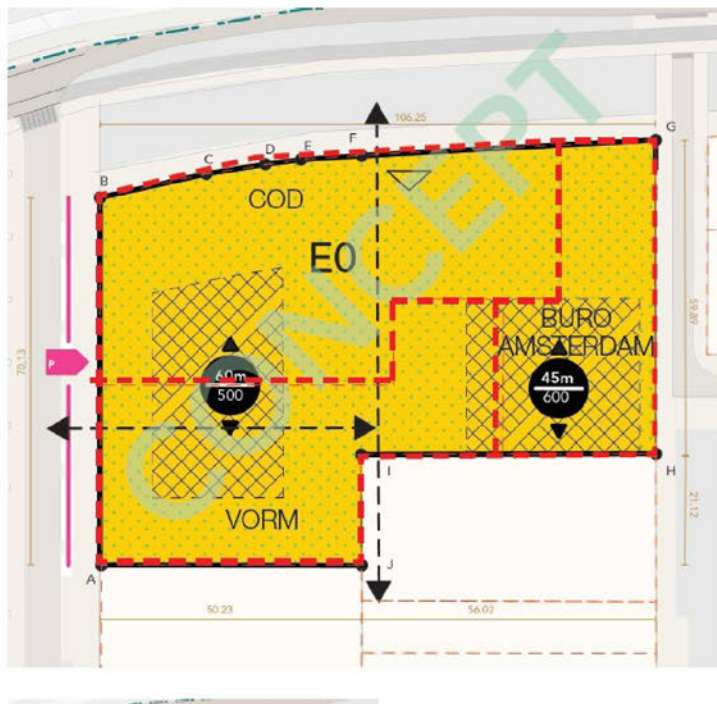 106.25
G
F
E
D
C
B
COD
E0
CONCEPT
59.89
BURO
AMSTERDAM
70.13
P
60m
500
45m
600
I
H
VORM
21.12
A
J
50.23
56.02